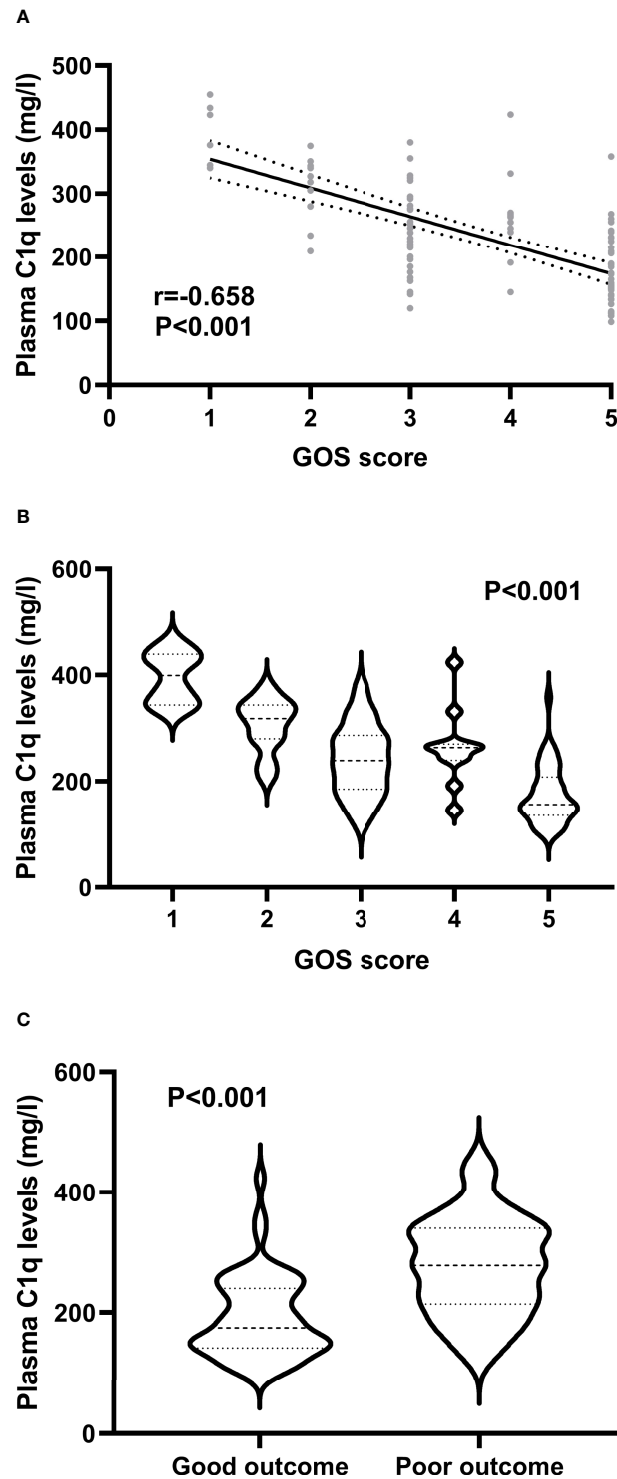 A
Plasma C1q levels (mg/l)
500
400
300
200
100
0
r=-0.658
P<0.001
0 1 2 3 4 5
GOS score
B
Plasma C1q levels (mg/l)
600
400
200
0
P<0.001
1 2 3 4 5
GOS score
C
Plasma C1q levels (mg/l)
600
400
200
0
P<0.001
Good outcome Poor outcome